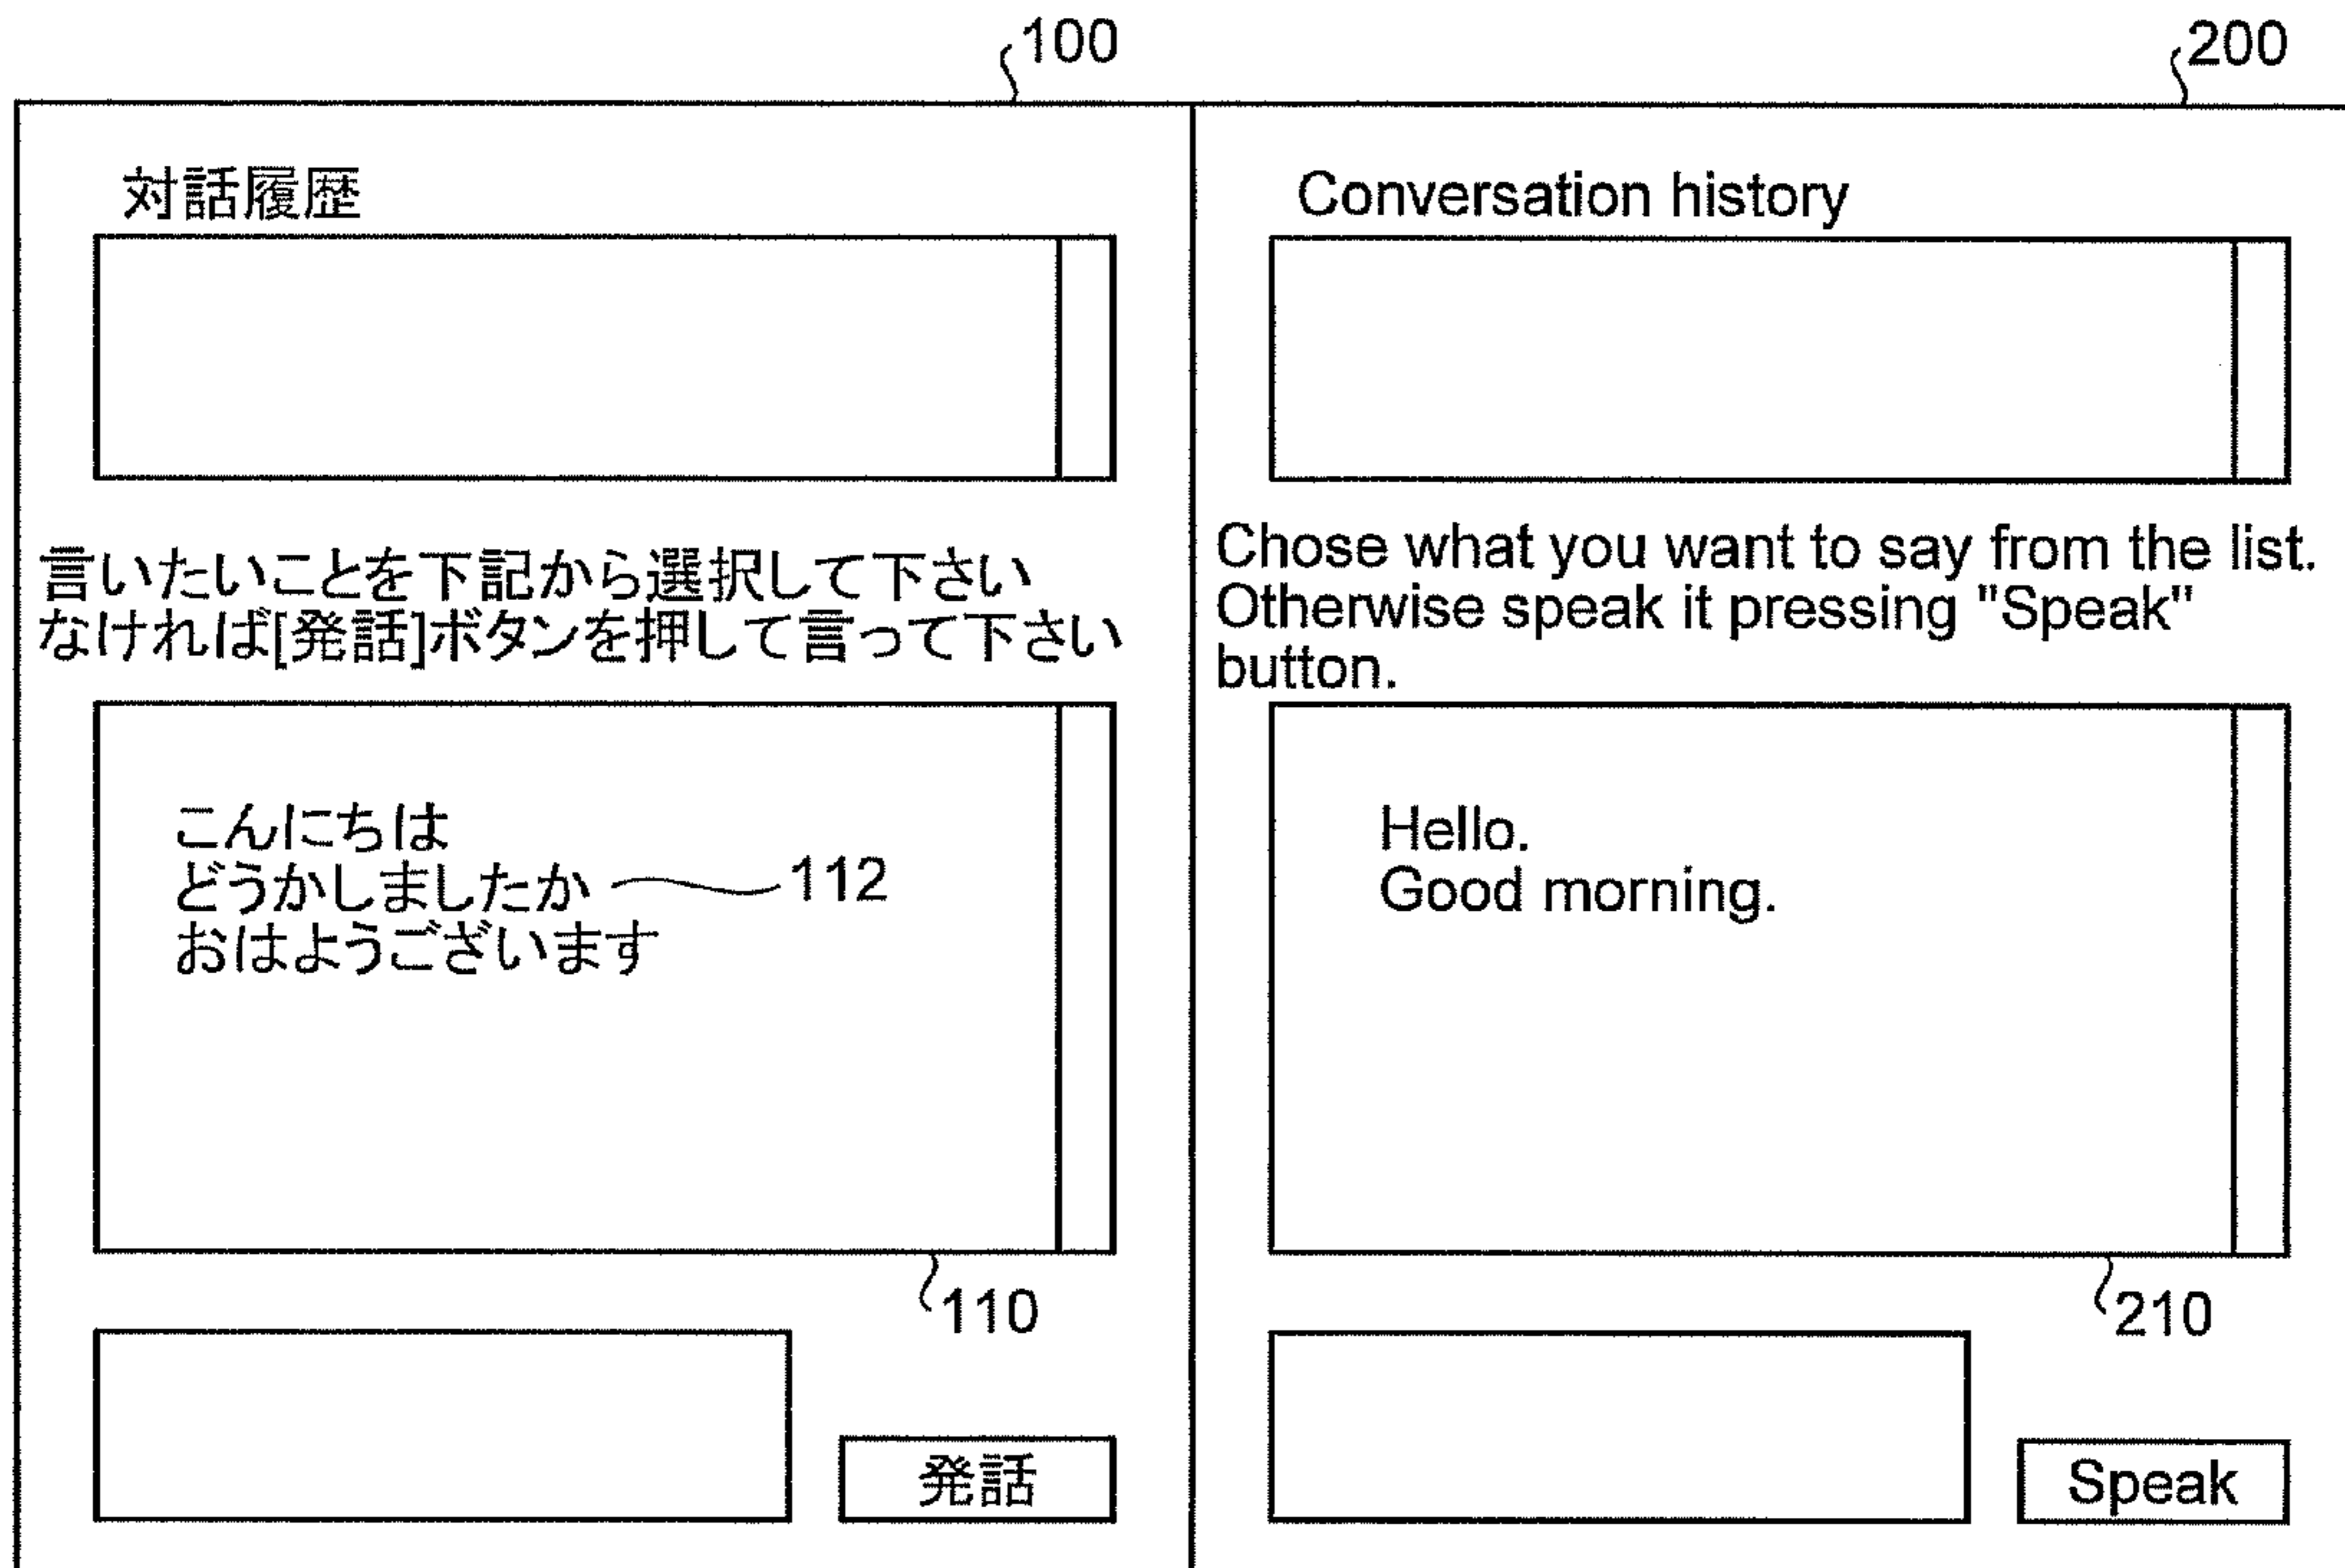 100
200
対話履歴
言いたいことを下記から選択して下さい
なければ[発話]ボタンを押して言って下さい
こんにちは
どうかしましたか
112
おはようございます
110
発話
Conversation history
Chose what you want to say from the list.
Otherwise speak it pressing "Speak"
button.
Hello.
Good morning.
210
Speak